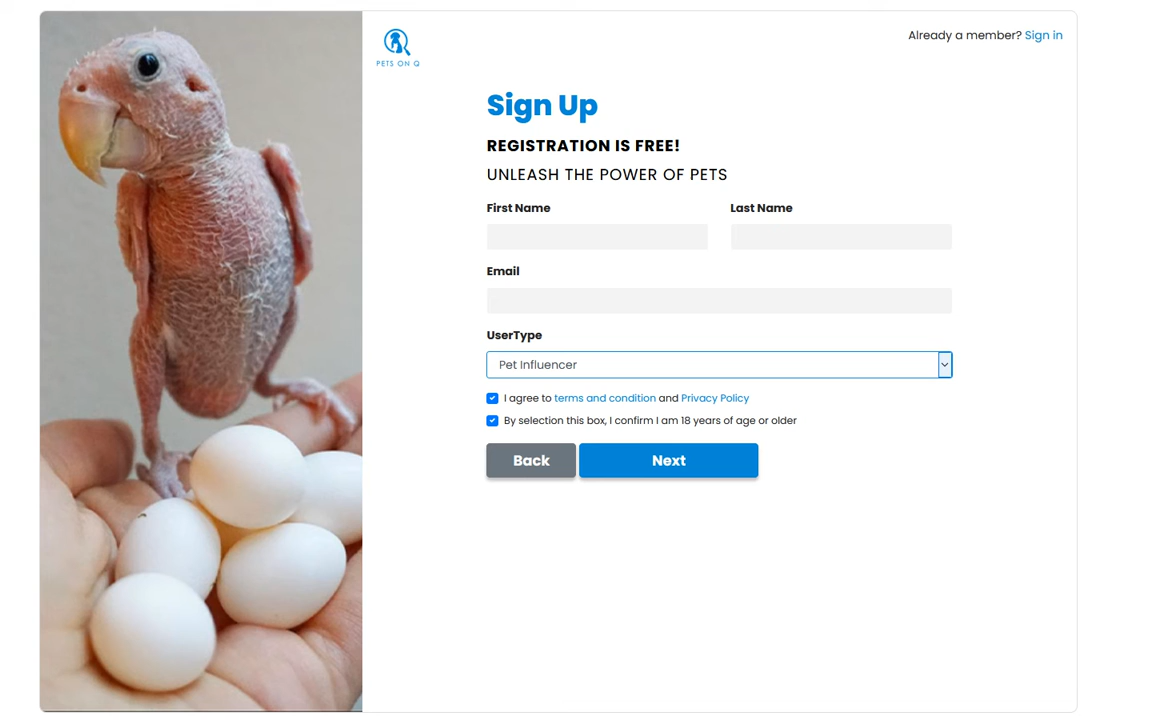 PETS ON Q
Already a member? Sign in
Sign Up
REGISTRATION IS FREE!
UNLEASH THE POWER OF PETS
First Name
Last Name
Email
UserType
Pet Influencer
I agree to terms and condition and Privacy Policy
By selection this box, I confirm I am 18 years of age or older
Back
Next